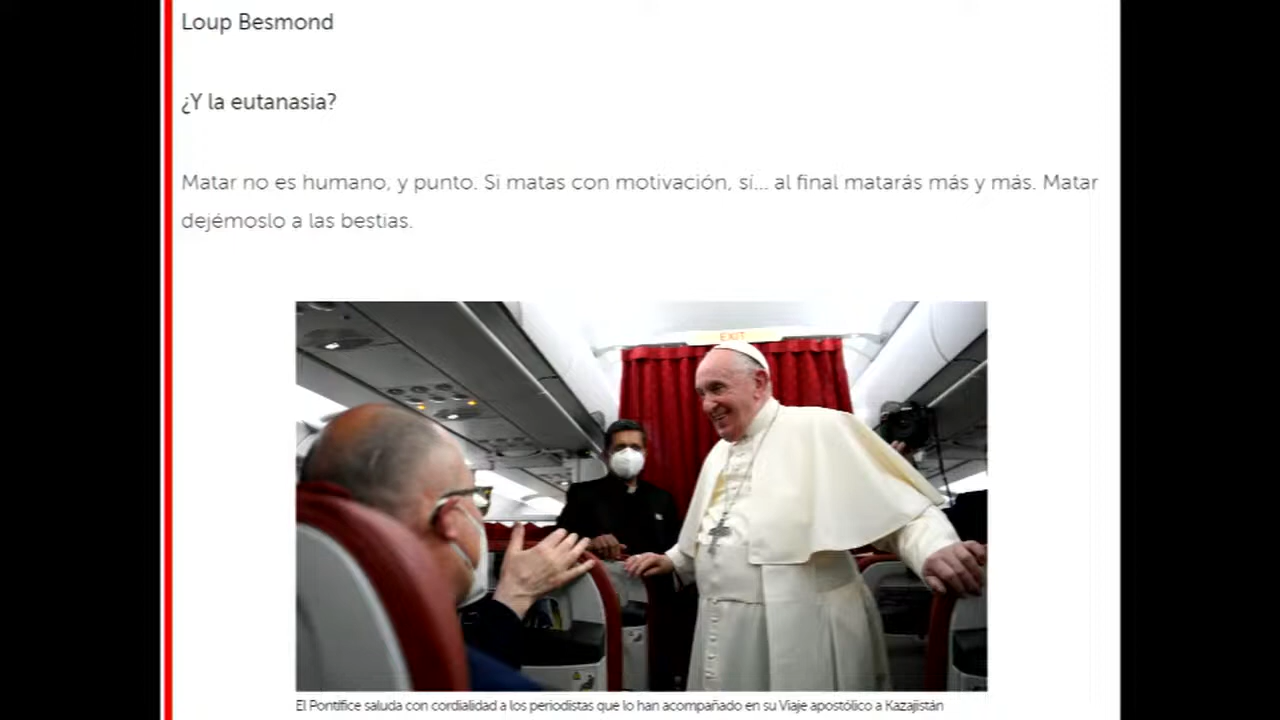 Loup Besmond
¿Y la eutanasia?
Matar no es humano, y punto. Si matas con motivación, sí... al final matarás más y más. Matar
dejémoslo a las bestias.
EXIT
El Pontífice saluda con cordialidad a los periodistas que lo han acompañado en su Viaje apostólico a Kazajistán